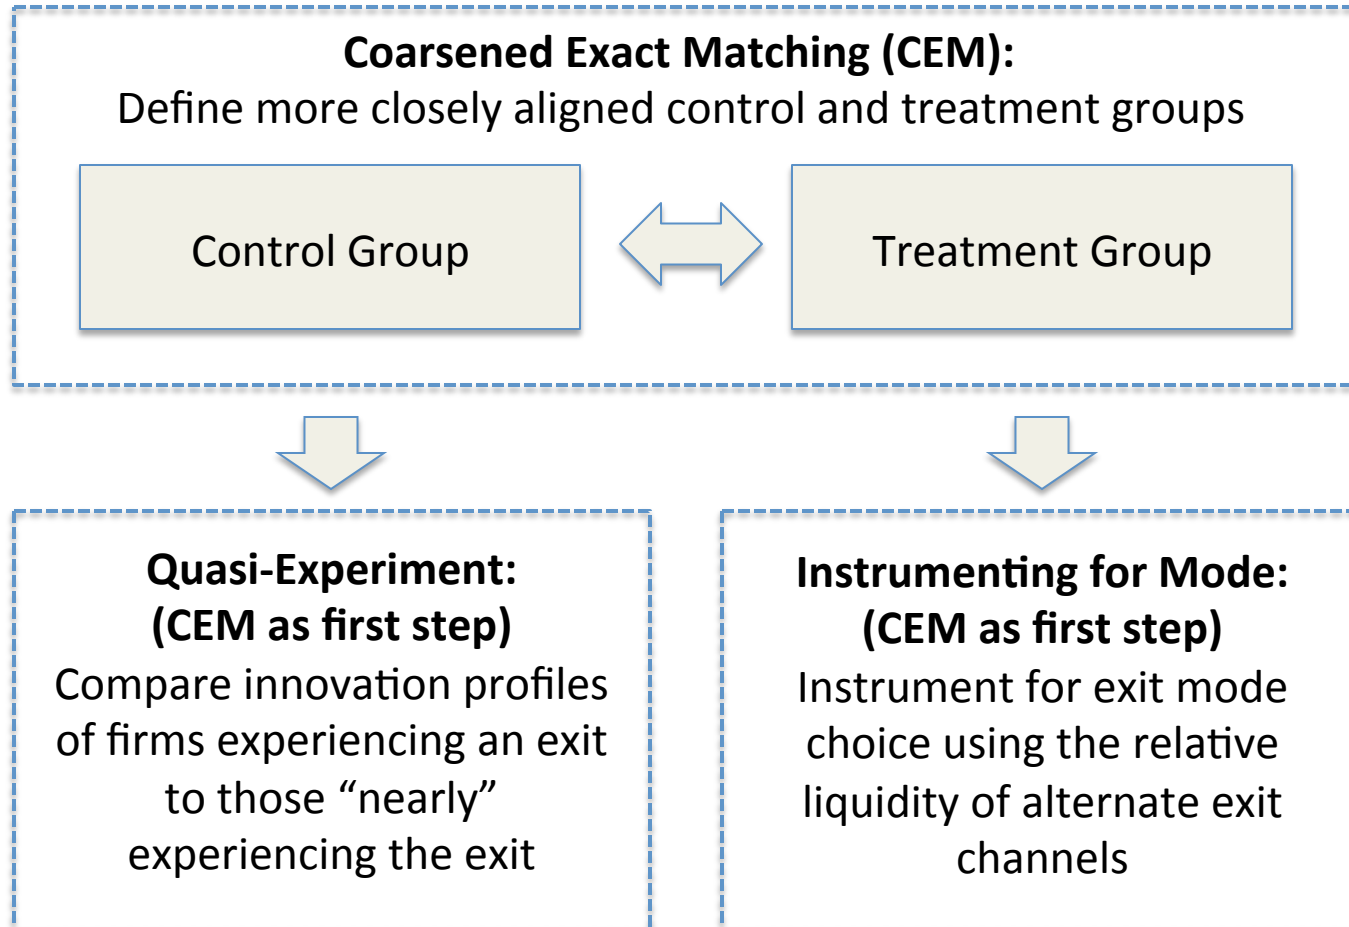 Coarsened Exact Matching (CEM):
Define more closely aligned control and treatment groups
Control Group
Treatment Group
Quasi-Experiment:
(CEM as first step)
Compare innovation profiles
of firms experiencing an exit
to those “nearly”
experiencing the exit
Instrumenting for Mode:
(CEM as first step)
Instrument for exit mode
choice using the relative
liquidity of alternate exit
channels